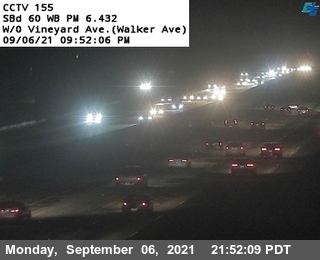 CCTV 155
SBd 60 WB PM 6.432
W/O Vineyard Ave.(Walker Ave)
09/06/21 09:52:06 PM
Monday, September 06, 2021 21:52:09 PDT